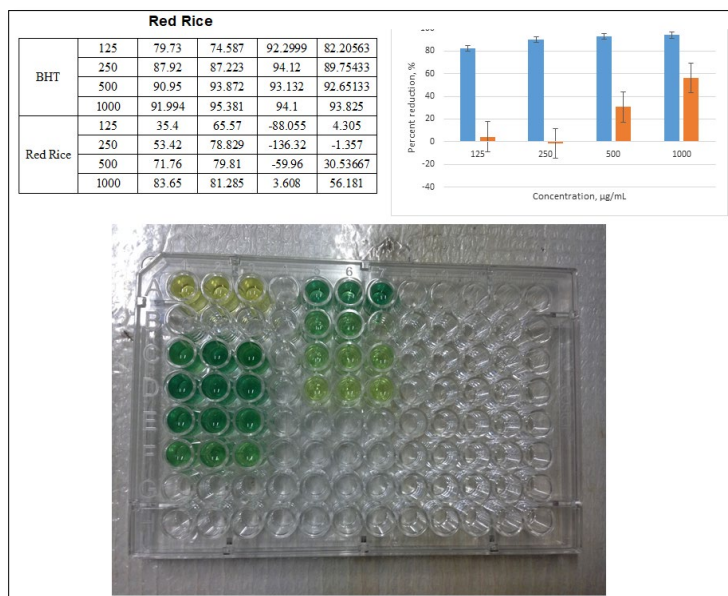 Red Rice
BHT 125 79.73 74.587 92.2999 82.20563
250 87.92 87.223 94.12 89.75433
500 90.95 93.872 93.132 92.65133
1000 91.994 95.381 94.1 93.825
Red Rice 125 35.4 65.57 -88.055 4.305
250 53.42 78.829 -136.32 -1.357
500 71.76 79.81 -59.96 30.53667
1000 83.65 81.285 3.608 56.181
Percent reduction, %
100
80
60
40
20
0
-20
-40
125 250 500 1000
Concentration, µg/mL
6
A
B
C
D
E
F
G